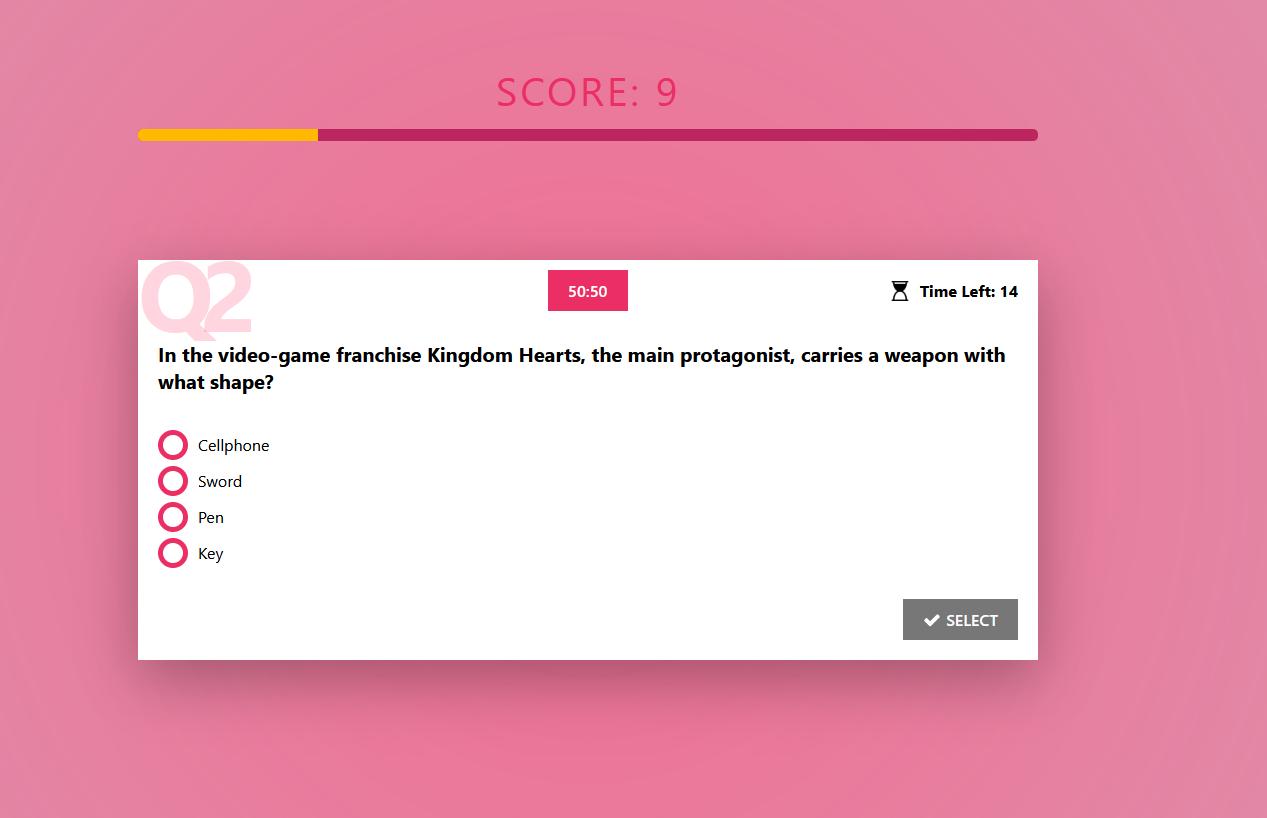 SCORE: 9
Q2
50:50
Time Left: 14
In the video-game franchise Kingdom Hearts, the main protagonist, carries a weapon with
what shape?
Cellphone
Sword
Pen
Key
SELECT